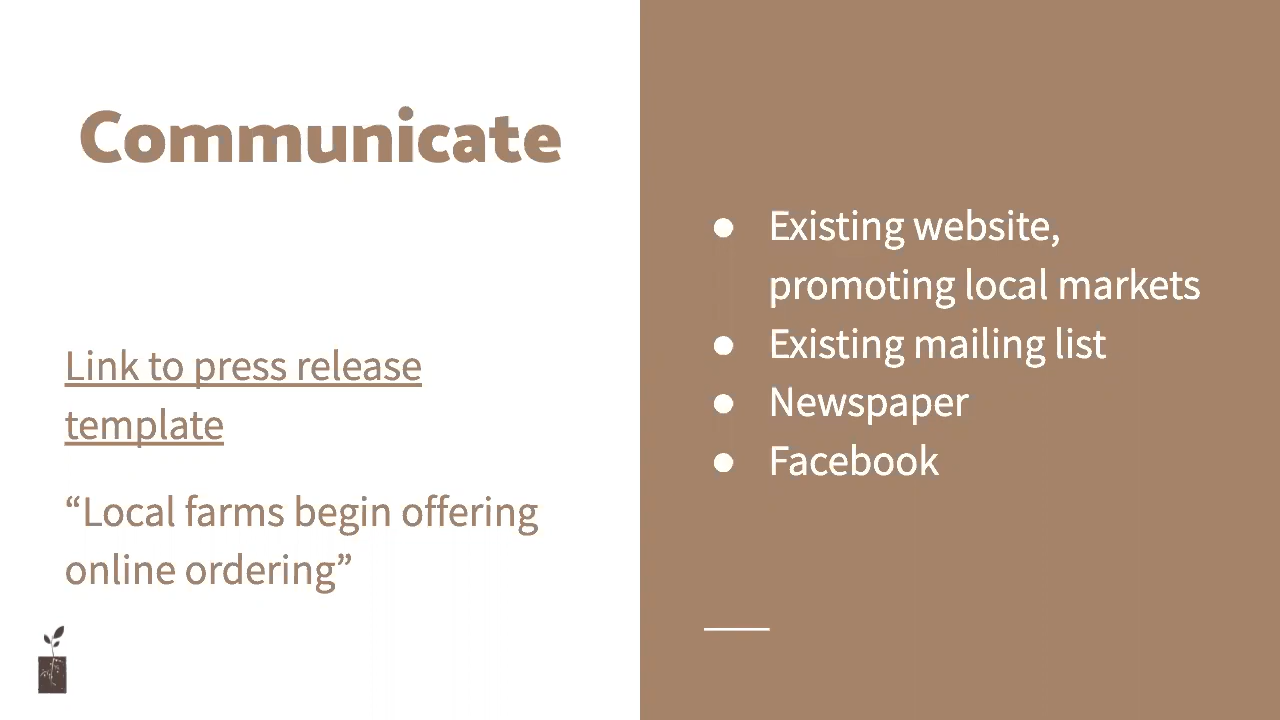 Communicate
Link to press release
template
“Local farms begin offering
online ordering”
● Existing website,
promoting local markets
● Existing mailing list
● Newspaper
● Facebook